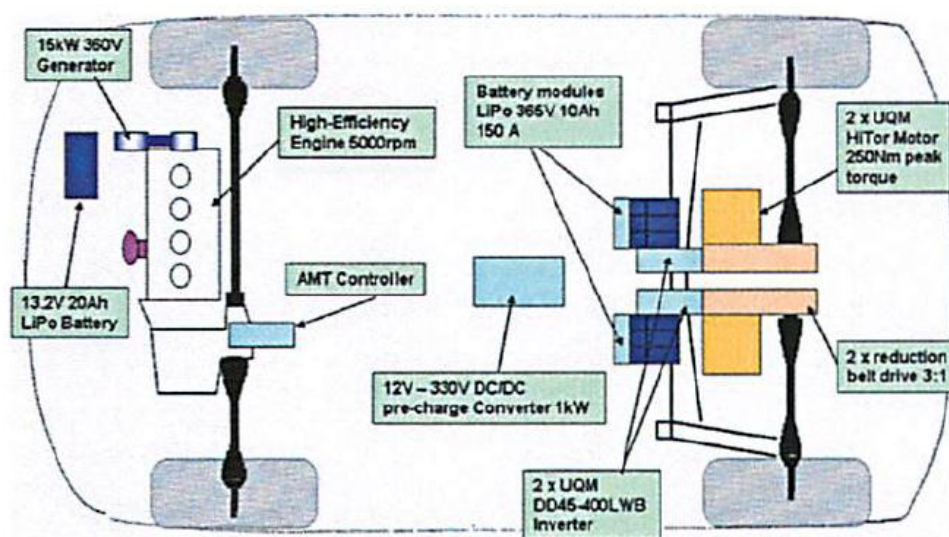 15kW 360V
Generator
High-Efficiency
Engine 5000rpm
Battery modules
LiPo 365V 10Ah
150 A
2 x UQM
HiTor Motor
250Nm peak
torque
AMT Controller
13.2V 20Ah
LiPo Battery
12V – 330V DC/DC
pre-charge Converter 1kW
2 x reduction
belt drive 3:1
2 x UQM
DD45-400LWB
Inverter